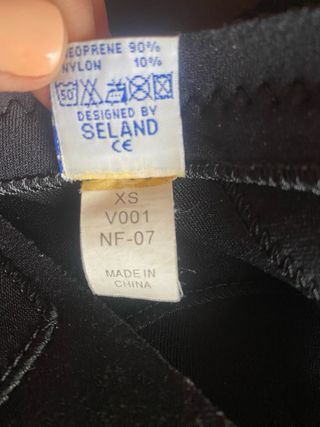 NEOPRENE 90%
NYLON 10%
50
DESIGNED BY
SELAND
CE
XS
V001
NF-07
MADE IN
CHINA